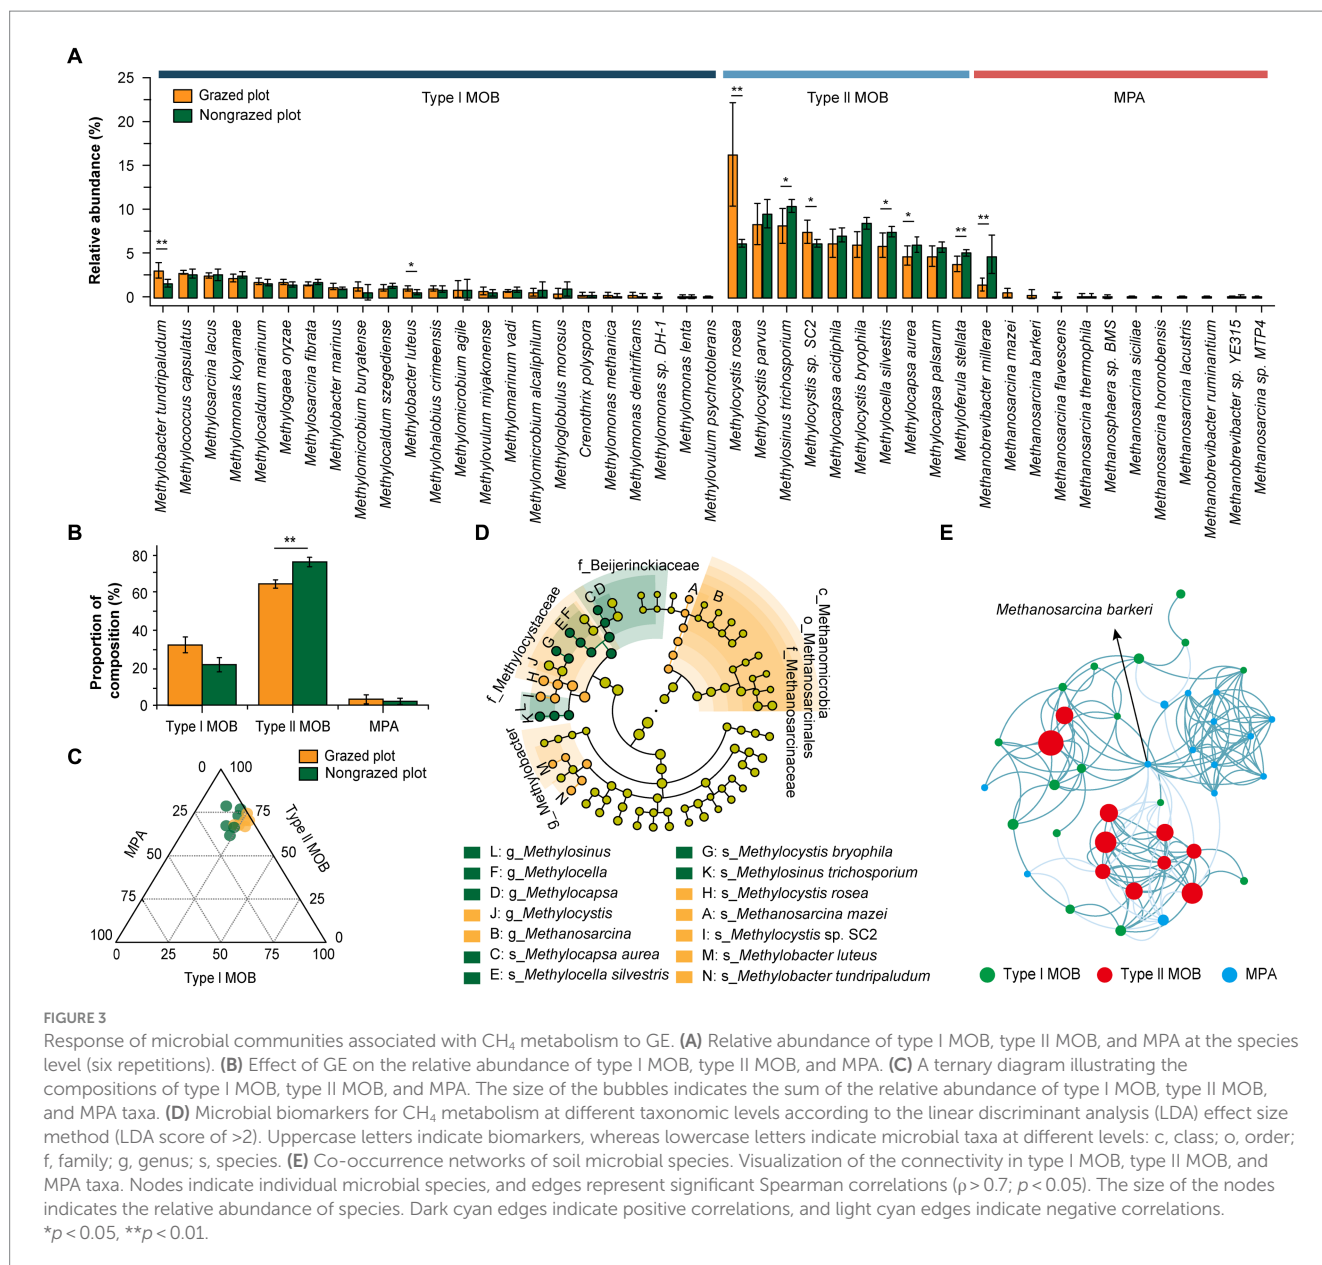 A
Type I MOB
Type II MOB
MPA
Grazed plot
Nongrazed plot
Relative abundance (%)
25
20
15
10
5
0
**
*
**
*
*
*
*
**
**
Methylobacter tundripaludum
Methylococcus capsulatus
Methylosarcina lacus
Methylomonas koyamae
Methylocaldum marinum
Methylogaea oryzae
Methylosarcina fibrata
Methylobacter marinus
Methylomicrobium buryatense
Methylocaldum szegediense
Methylobacter luteus
Methylohalobius crimeensis
Methylomicrobium agile
Methylovulum miyakonense
Methylomarinum vadi
Methylomicrobium alcaliphilum
Methyloglobulus morosus
Crenothrix polyspora
Methylomonas methanica
Methylomonas denitrificans
Methylomonas sp. DH-1
Methylomonas lenta
Methylovulum psychrotolerans
Methylocystis rosea
Methylocystis parvus
Methylosinus trichosporium
Methylocystis sp. SC2
Methylocapsa acidiphila
Methylocystis bryophila
Methylocella silvestris
Methylocapsa aurea
Methylocapsa palsarum
Methyloferula stellata
Methanobrevibacter millerae
Methanosarcina mazei
Methanosarcina barkeri
Methanosarcina flavescens
Methanosarcina thermophila
Methanosphaera sp. BMS
Methanosarcina siciliae
Methanosarcina horonobensis
Methanosarcina lacustris
Methanobrevibacter ruminantium
Methanobrevibacter sp. YE315
Methanosarcina sp. MTP4
B
Proportion of
composition (%)
80
60
40
20
0
**
Type I MOB
Type II MOB
MPA
C
Grazed plot
Nongrazed plot
0
100
25
75
MPA
Type II MOB
50
50
75
25
100
0
0
25
50
75
100
Type I MOB
D
f_Beijerinckiaceae
f_Methylocystaceae
g_Methylobacter
c_Methanomicrobia
o_Methanosarcinales
f_Methanosarcinaceae
A
B
C
D
E
F
G
J
H
L
K
M
N
L: g_Methylosinus
F: g_Methylocella
D: g_Methylocapsa
J: g_Methylocystis
B: g_Methanosarcina
C: s_Methylocapsa aurea
E: s_Methylocella silvestris
G: s_Methylocystis bryophila
K: s_Methylosinus trichosporium
H: s_Methylocystis rosea
A: s_Methanosarcina mazei
I: s_Methylocystis sp. SC2
M: s_Methylobacter luteus
N: s_Methylobacter tundripaludum
E
Methanosarcina barkeri
Type I MOB
Type II MOB
MPA
FIGURE 3
Response of microbial communities associated with CH₄ metabolism to GE. (A) Relative abundance of type I MOB, type II MOB, and MPA at the species
level (six repetitions). (B) Effect of GE on the relative abundance of type I MOB, type II MOB, and MPA. (C) A ternary diagram illustrating the
compositions of type I MOB, type II MOB, and MPA. The size of the bubbles indicates the sum of the relative abundance of type I MOB, type II MOB,
and MPA taxa. (D) Microbial biomarkers for CH₄ metabolism at different taxonomic levels according to the linear discriminant analysis (LDA) effect size
method (LDA score of >2). Uppercase letters indicate biomarkers, whereas lowercase letters indicate microbial taxa at different levels: c, class; o, order;
f, family; g, genus; s, species. (E) Co-occurrence networks of soil microbial species. Visualization of the connectivity in type I MOB, type II MOB, and
MPA taxa. Nodes indicate individual microbial species, and edges represent significant Spearman correlations (ρ > 0.7; p < 0.05). The size of the nodes
indicates the relative abundance of species. Dark cyan edges indicate positive correlations, and light cyan edges indicate negative correlations.
*p < 0.05, **p < 0.01.